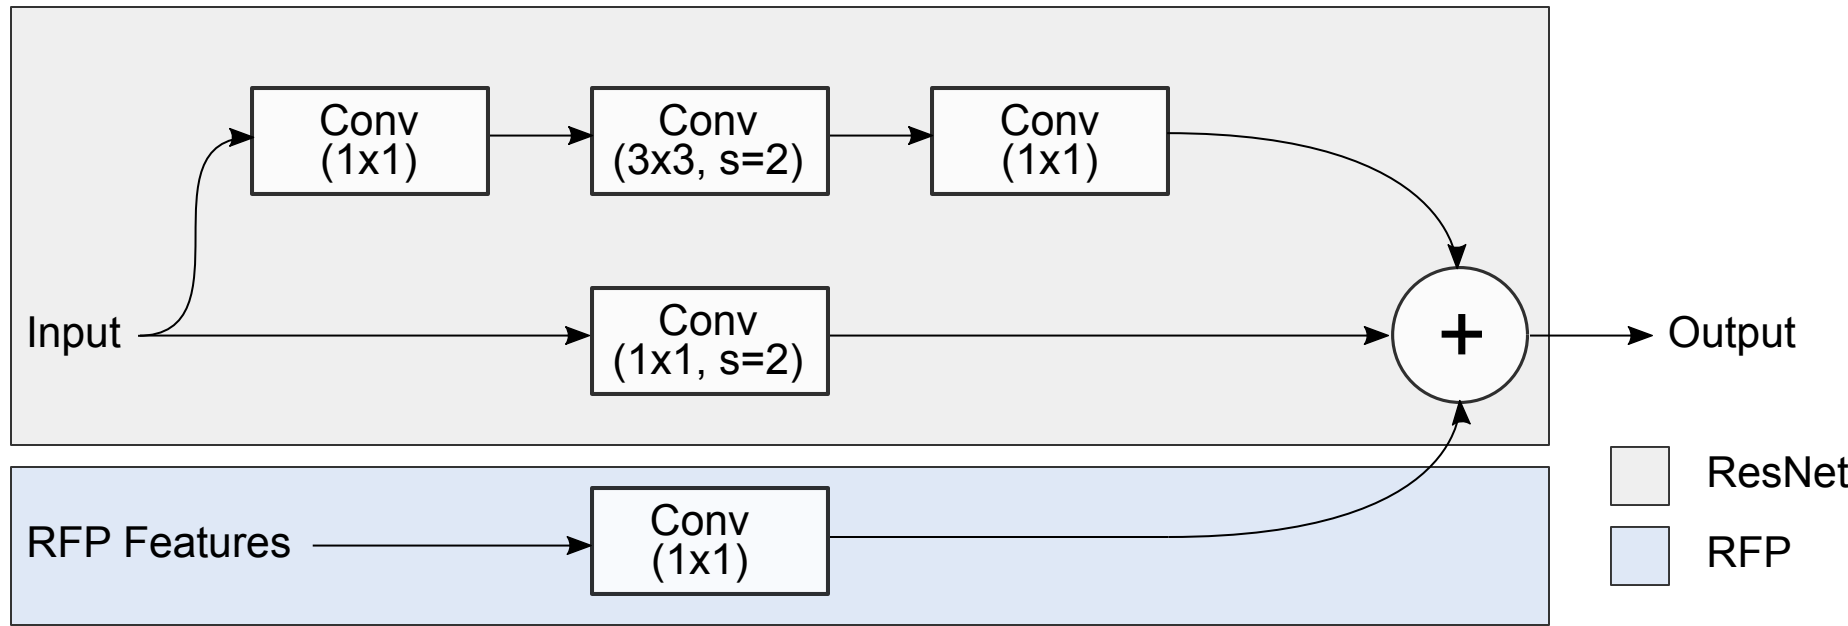 Conv
(1x1)
Conv
(3x3, s=2)
Conv
(1x1)
Input
Conv
(1x1, s=2)
+
Output
RFP Features
Conv
(1x1)
ResNet
RFP